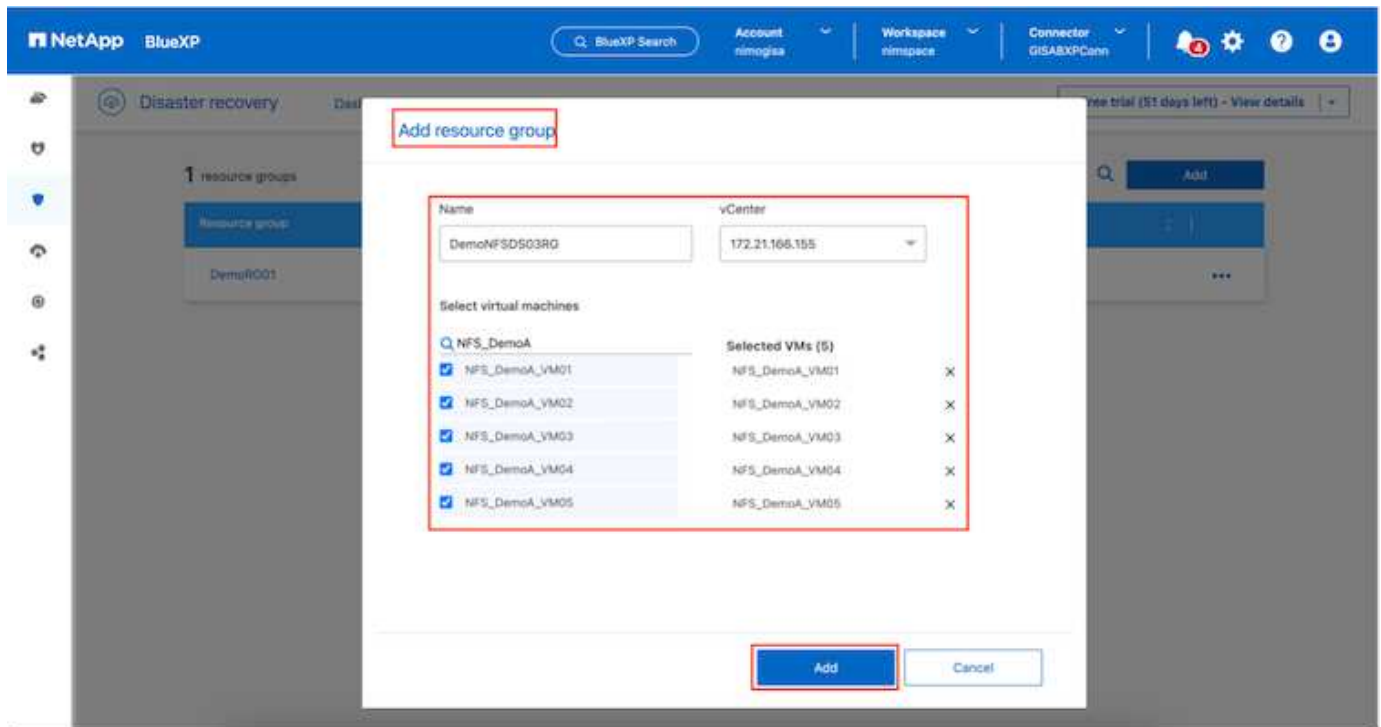 NetApp BlueXP BlueXP Search Account Workspace Connector
nimogisa nimspace GISABXPConn
4
Disaster recovery
Free trial (51 days left) - View details
Add resource group
1 resource groups
Add
Name vCenter
Resource group
DemoNFSDS03RG 172.21.166.155
DemoRG01
Select virtual machines
NFS_DemoA Selected VMs (5)
NFS_DemoA_VM01 NFS_DemoA_VM01
NFS_DemoA_VM02 NFS_DemoA_VM02
NFS_DemoA_VM03 NFS_DemoA_VM03
NFS_DemoA_VM04 NFS_DemoA_VM04
NFS_DemoA_VM05 NFS_DemoA_VM05
Add Cancel